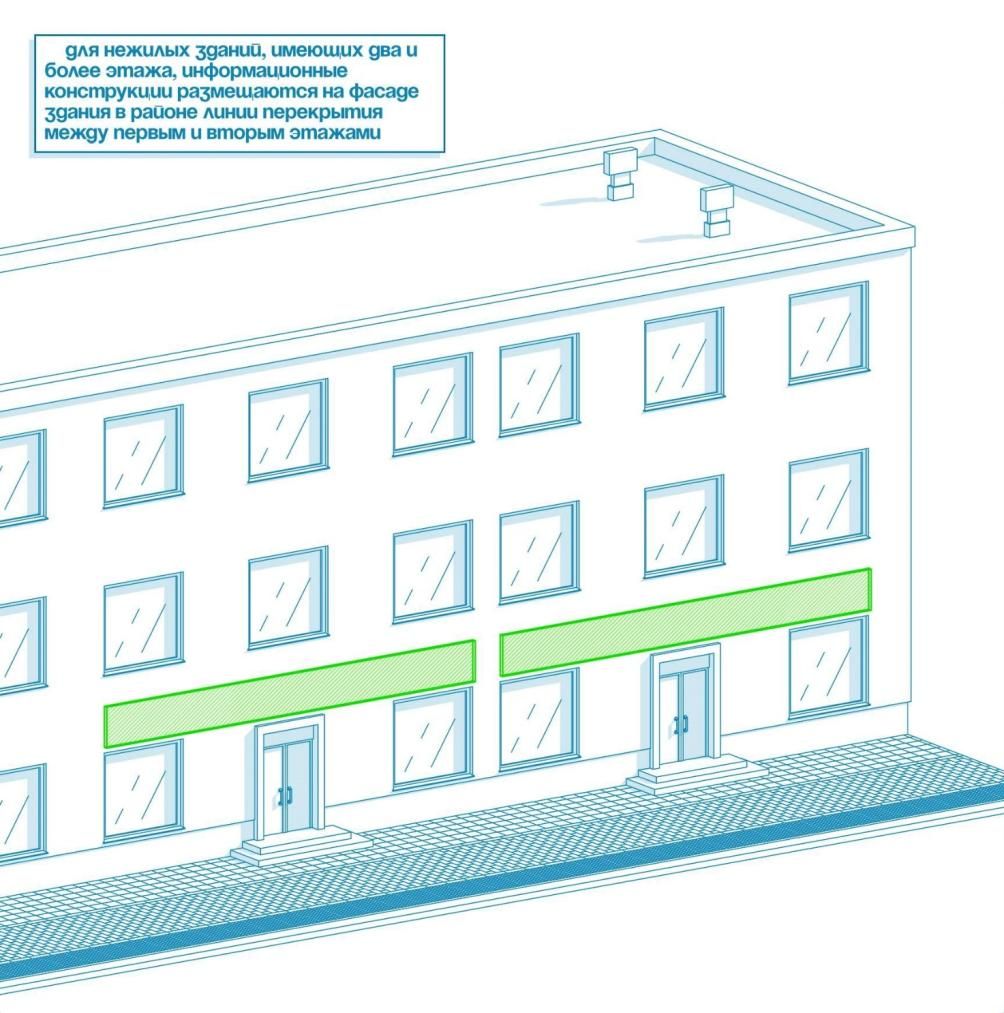 для нежилых зданий, имеющих два и
более этажа, информационные
конструкции размещаются на фасаде
здания в районе линии перекрытия
между первым и вторым этажами